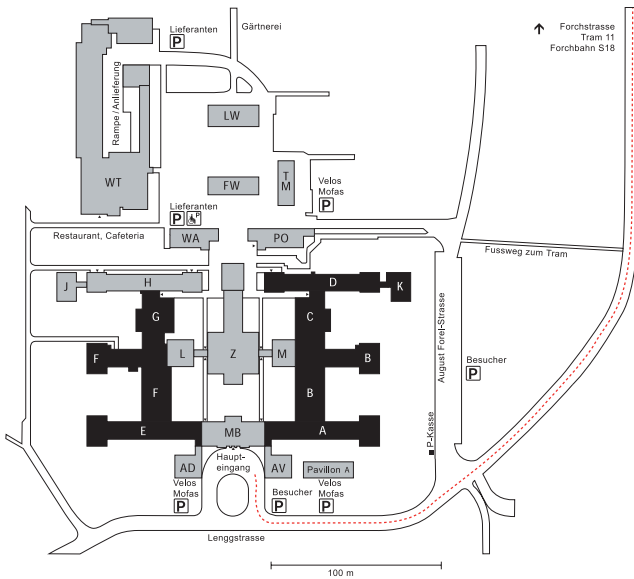 Lieferanten
P
Gärtnerei
Forchstrasse
Tram 11
Forchbahn S18
Rampe / Anlieferung
LW
WT
FW
T
M
Velos
Mofas
P
Lieferanten
P
P
Restaurant, Cafeteria
WA
PO
Fussweg zum Tram
J
H
D
K
G
C
August Forel-Strasse
F
L
Z
M
B
Besucher
P
F
B
E
MB
A
P-Kasse
Haupt-
eingang
AD
AV
Pavillon A
Velos
Mofas
P
Besucher
P
Velos
Mofas
P
Lenggstrasse
100 m